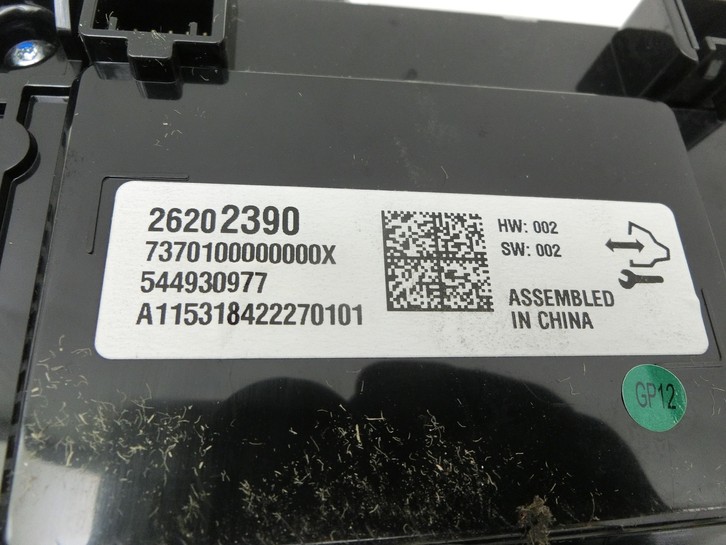 26202390
7370100000000X
544930977
A115318422270101
HW: 002
SW: 002
ASSEMBLED
IN CHINA
GP12